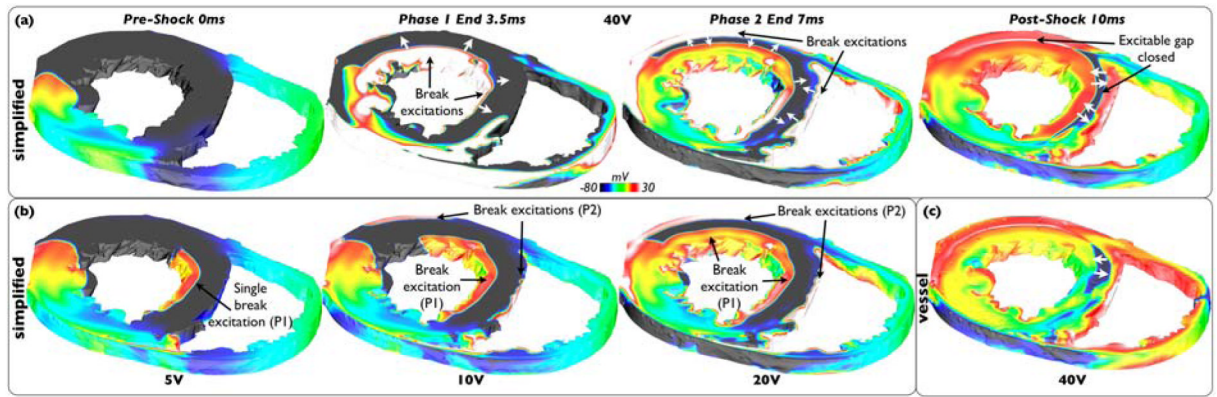 (a)
Pre-Shock 0ms
Phase 1 End 3.5ms
40V
Phase 2 End 7ms
Post-Shock 10ms
simplified
Break
excitations
Break excitations
Excitable gap
closed
mV
-80
30
(b)
simplified
Single
break
excitation (P1)
5V
Break excitations (P2)
Break
excitation
(P1)
10V
Break excitations (P2)
Break
excitation
(P1)
20V
(c)
vessel
40V